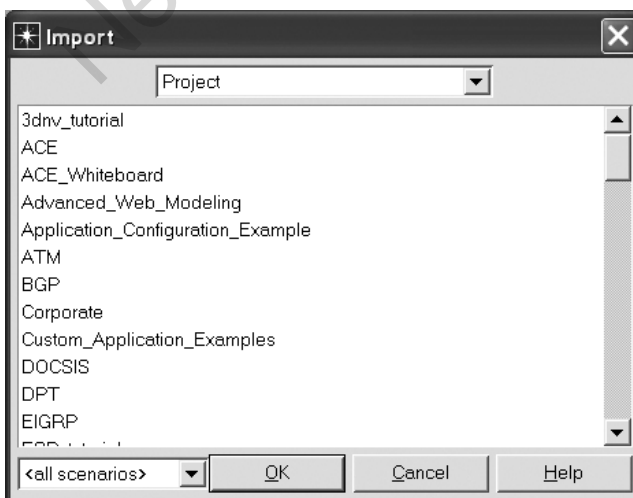 Import
Project
3dnv_tutorial
ACE
ACE_Whiteboard
Advanced_Web_Modeling
Application_Configuration_Example
ATM
BGP
Corporate
Custom_Application_Examples
DOCSIS
DPT
EIGRP
<all scenarios> OK Cancel Help